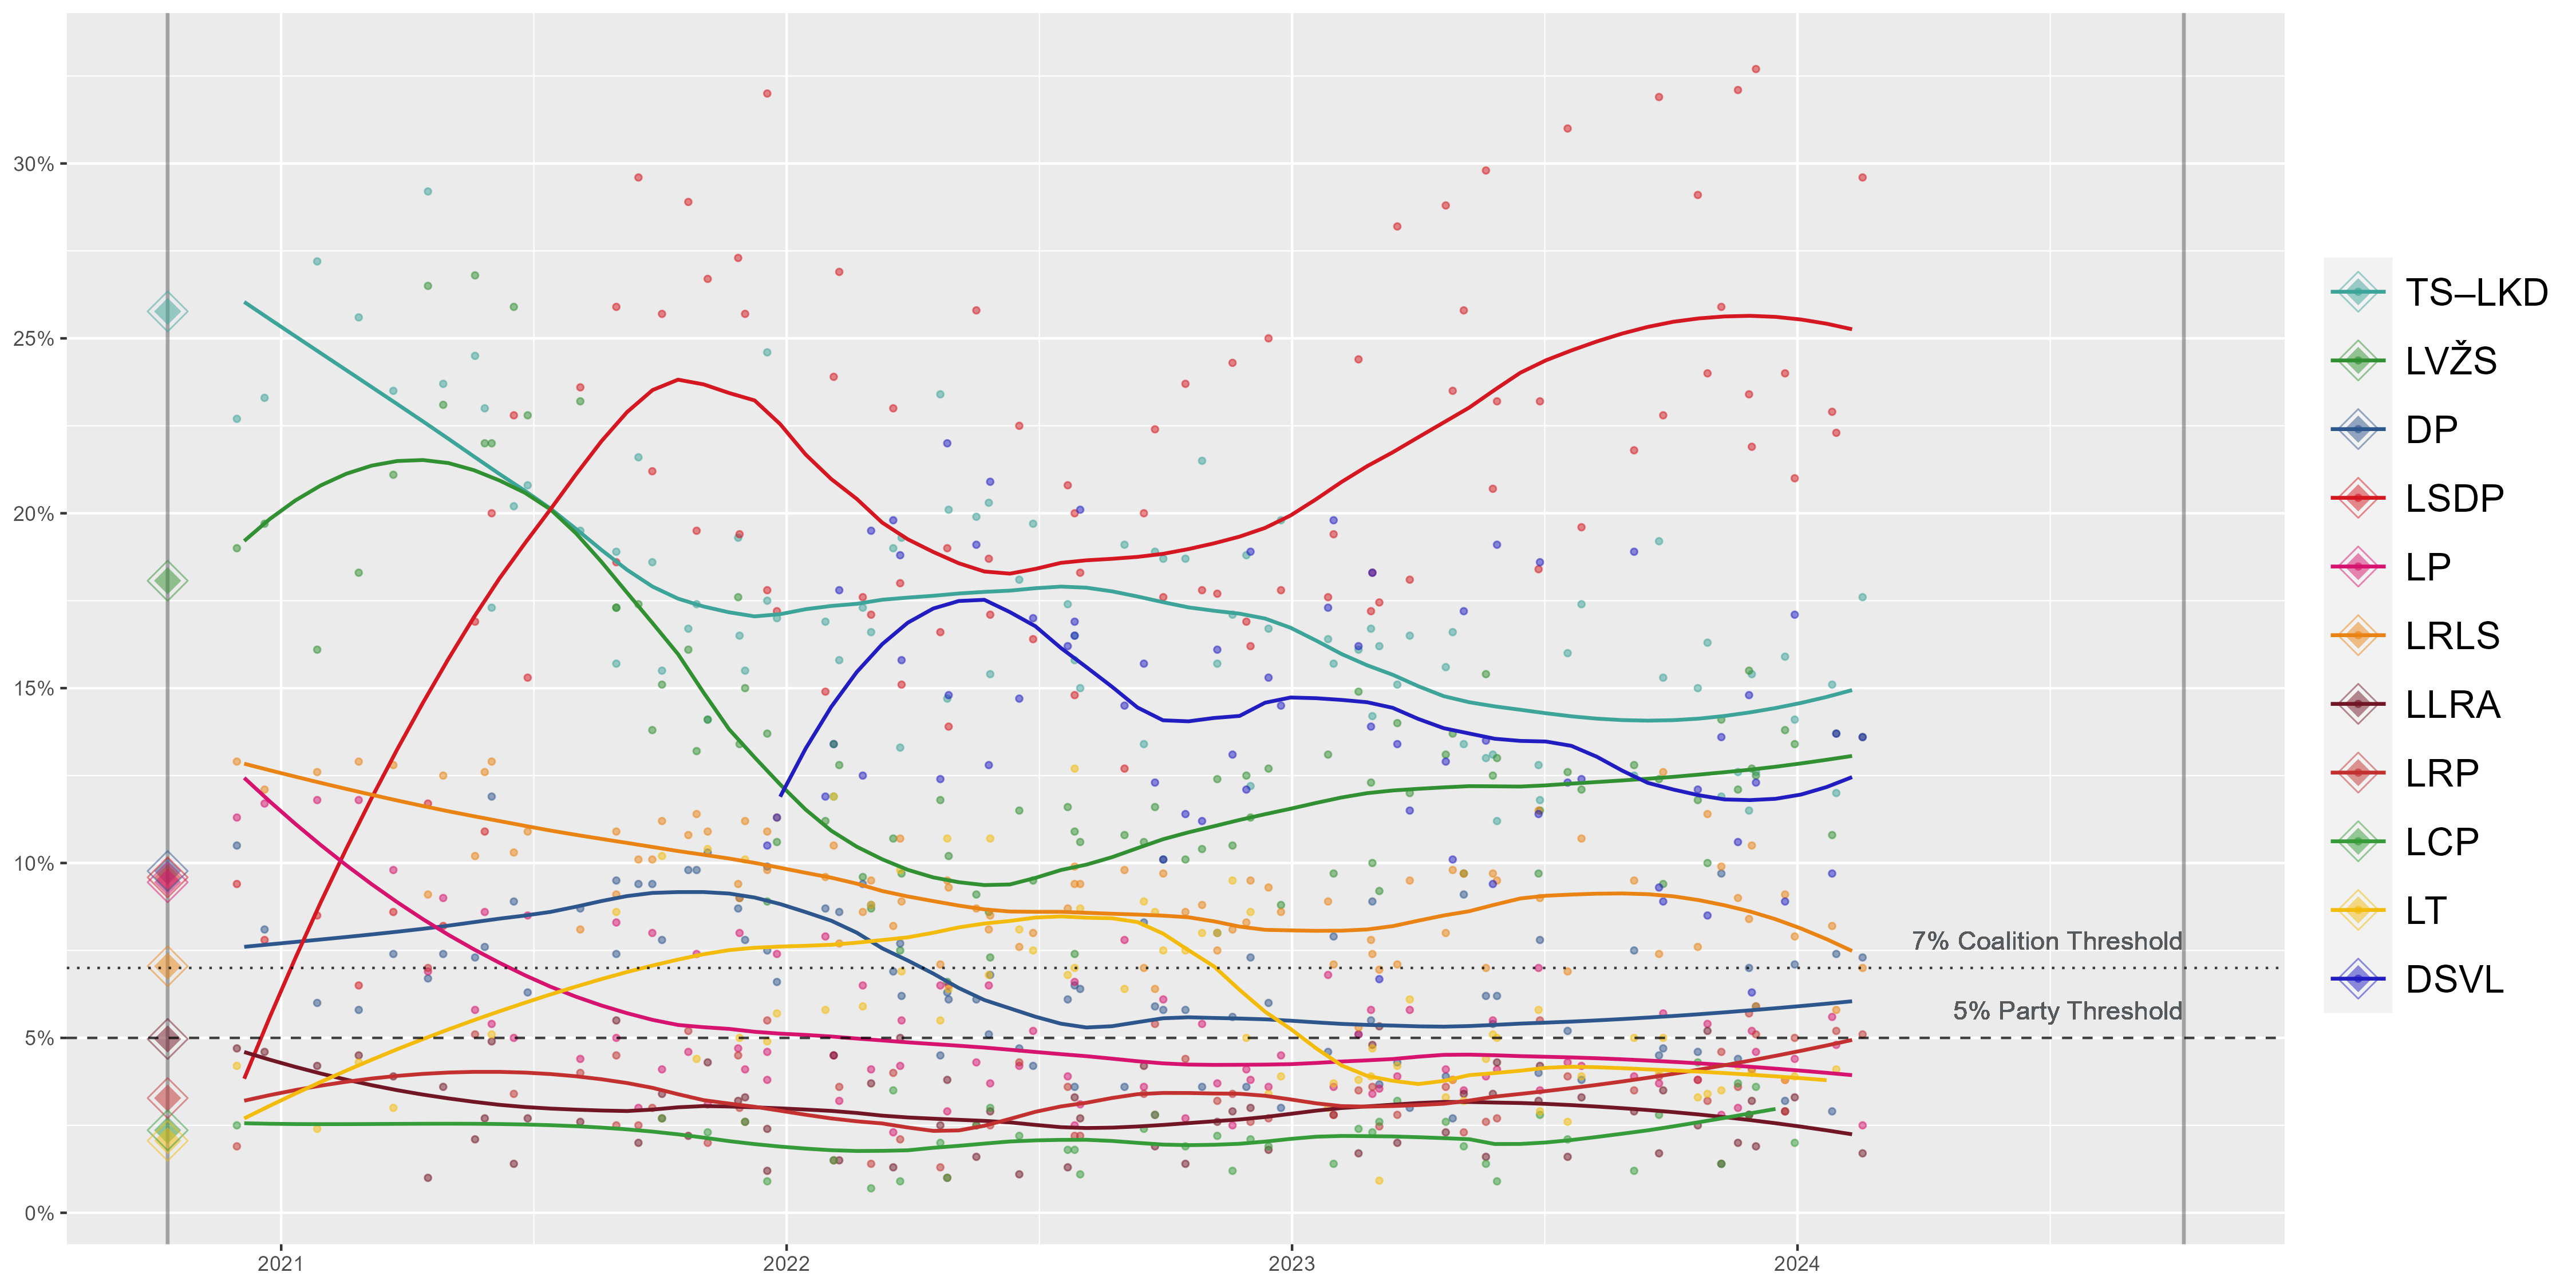 30%
25%
20%
15%
10%
5%
0%
2021
2022
2023
2024
7% Coalition Threshold
5% Party Threshold
TS–LKD
LVŽS
DP
LSDP
LP
LRLS
LLRA
LRP
LCP
LT
DSVL